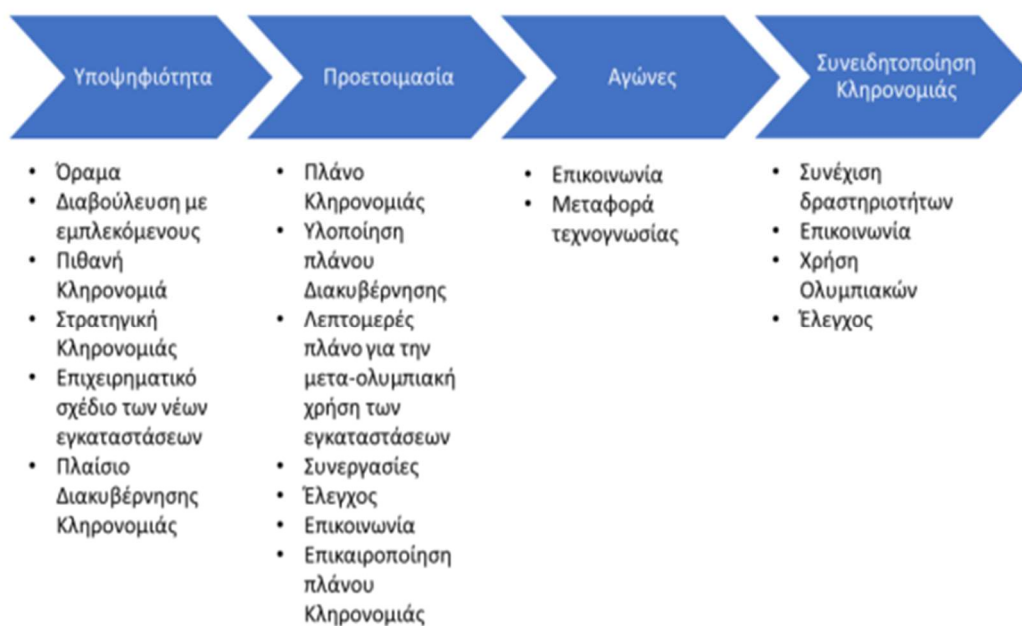 Υποψηφιότητα
Προετοιμασία
Αγώνες
Συνειδητοποίηση
Κληρονομιάς
• Όραμα
• Διαβούλευση με
εμπλεκόμενους
• Πιθανή
Κληρονομιά
• Στρατηγική
Κληρονομιάς
• Επιχειρηματικό
σχέδιο των νέων
εγκαταστάσεων
• Πλαίσιο
Διακυβέρνησης
Κληρονομιάς
• Πλάνο
Κληρονομιάς
• Υλοποίηση
πλάνου
Διακυβέρνησης
• Λεπτομερές
πλάνο για την
μετα-ολυμπιακή
χρήση των
εγκαταστάσεων
• Συνεργασίες
• Έλεγχος
• Επικοινωνία
• Επικαιροποίηση
πλάνου
Κληρονομιάς
• Επικοινωνία
• Μεταφορά
τεχνογνωσίας
• Συνέχιση
δραστηριοτήτων
• Επικοινωνία
• Χρήση
Ολυμπιακών
• Έλεγχος